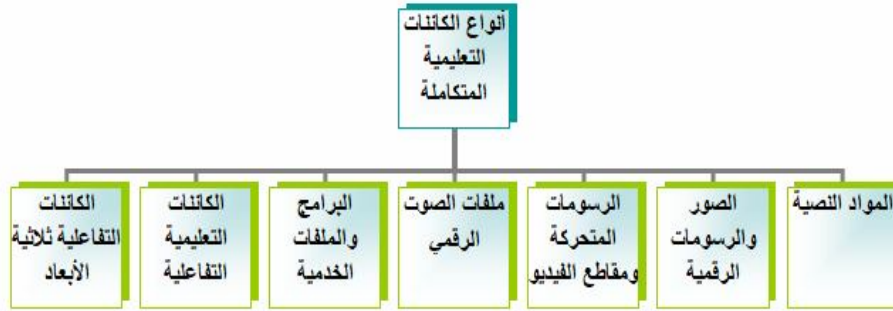 أنواع الكائنات
التعليمية
المتكاملة
المواد النصية
الصور
والرسومات
الرقمية
الرسومات
المتحركة
ومقاطع الفيديو
ملفات الصوت
الرقمي
البرامج
والملفات
الخدمية
الكائنات
التعليمية
التفاعلية
الكائنات
التفاعلية ثلاثية
الأبعاد